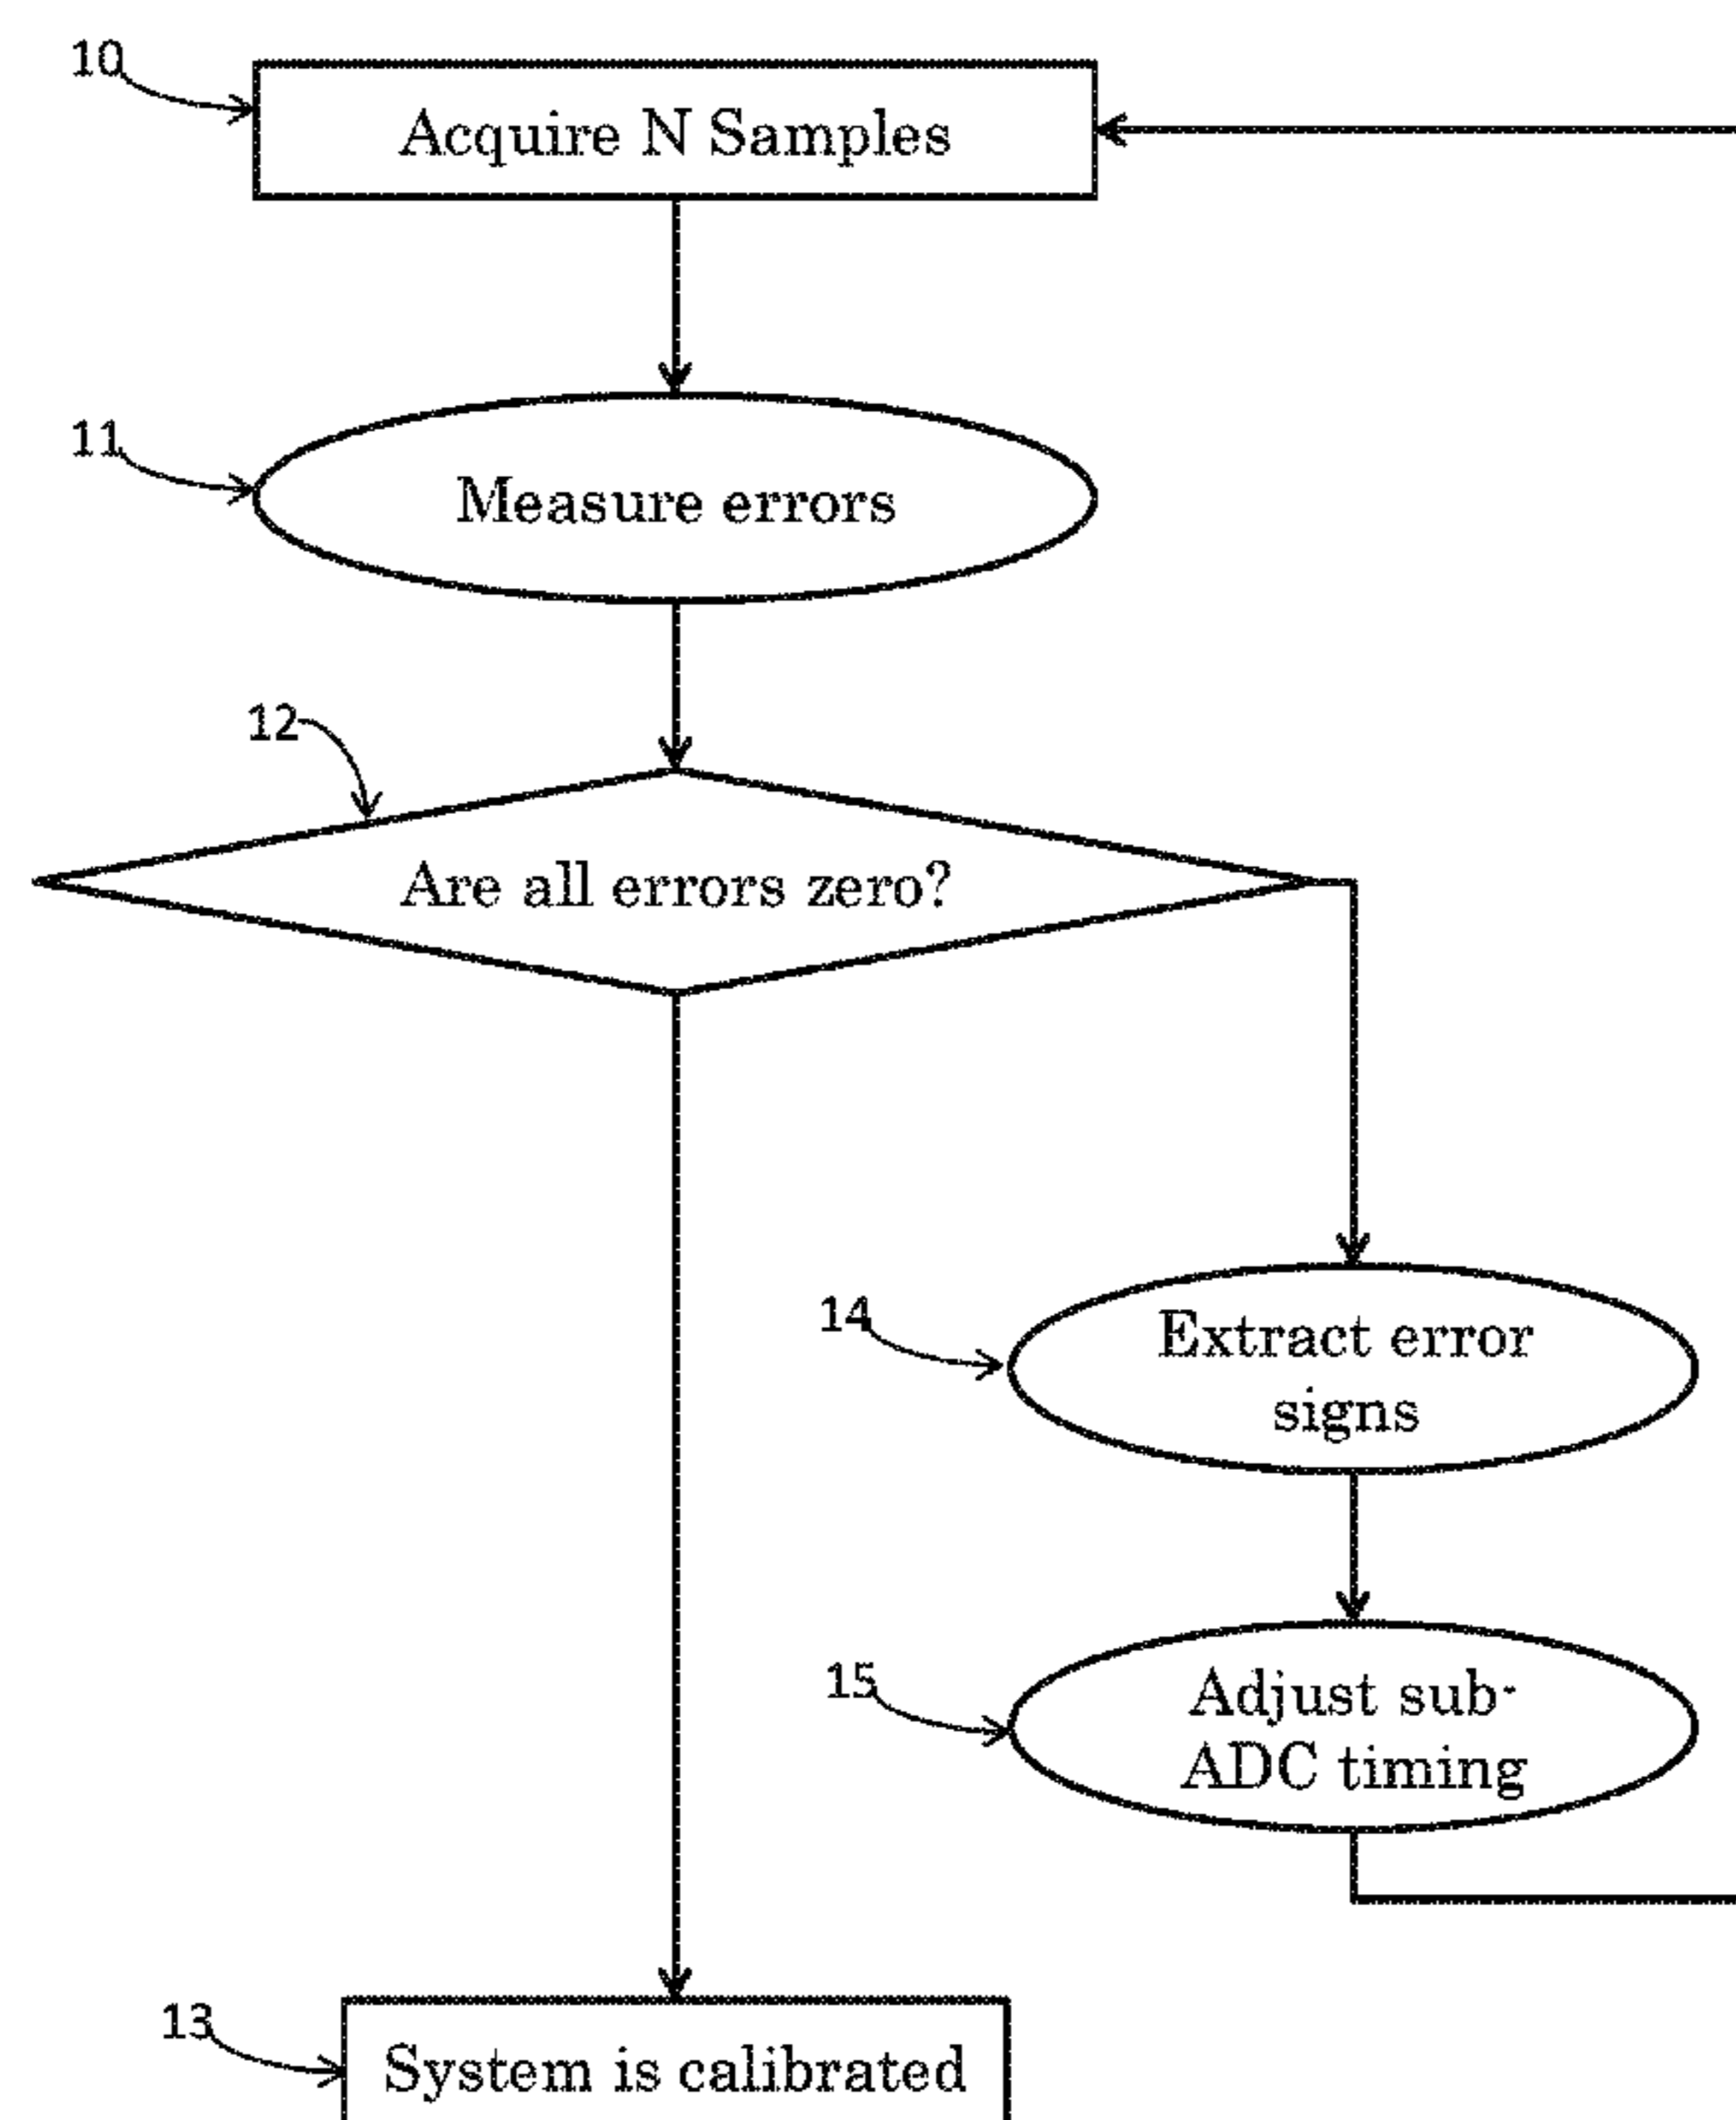 10
Acquire N Samples
11
Measure errors
12
Are all errors zero?
14
Extract error
signs
15
Adjust sub-
ADC timing
13
System is calibrated